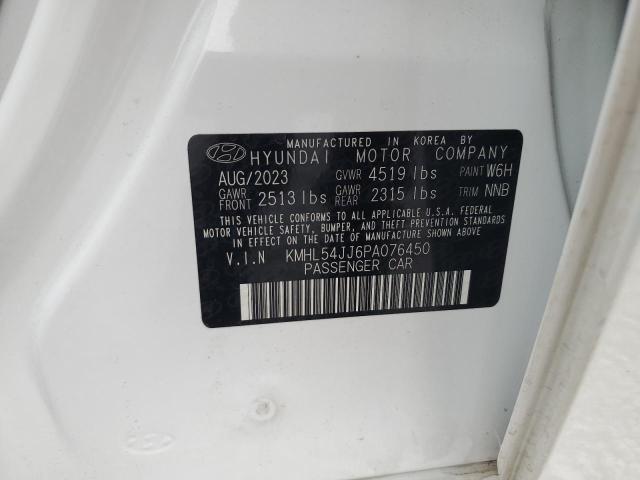 MANUFACTURED IN KOREA BY
HYUNDAI MOTOR COMPANY
AUG/2023 GVWR 4519 lbs PAINT W6H
GAWR FRONT 2513 lbs GAWR REAR 2315 lbs TRIM NNB
THIS VEHICLE CONFORMS TO ALL APPLICABLE U.S.A. FEDERAL
MOTOR VEHICLE SAFETY, BUMPER, AND THEFT PREVENTION STANDARDS
IN EFFECT ON THE DATE OF MANUFACTURE SHOWN ABOVE.
V.I.N KMHL54JJ6PA076450
PASSENGER CAR